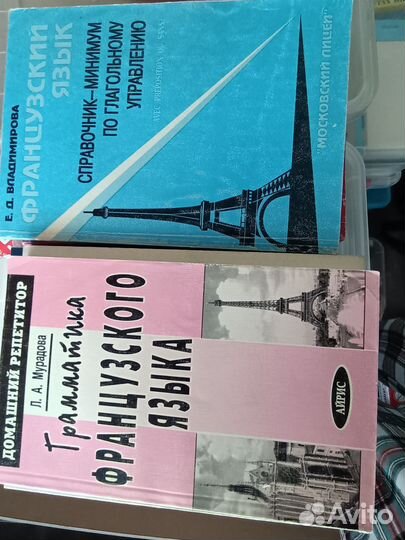 Е. Д. ВЛАДИМИРОВА
ФРАНЦУЗСКИЙ
ЯЗЫК
СПРАВОЧНИК–МИНИМУМ
ПО ГЛАГОЛЬНОМУ
УПРАВЛЕНИЮ
"МОСКОВСКИЙ ЛИЦЕЙ"
ДОМАШНИЙ РЕПЕТИТОР
Л. А. Мурадова
Грамматика
ФРАНЦУЗСКОГО
ЯЗЫКА
АЙРИС
Avito